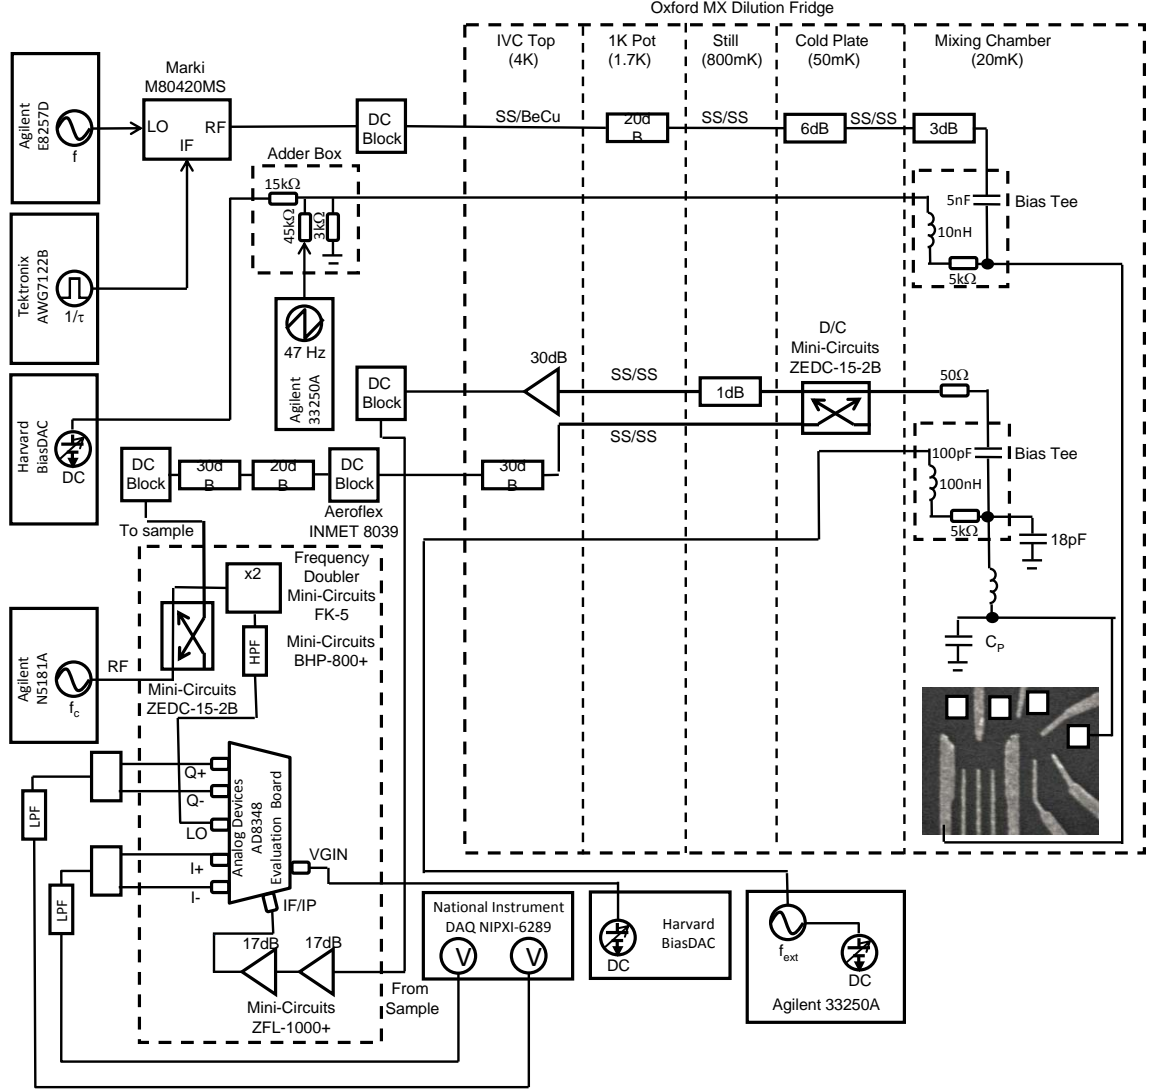 Oxford MX Dilution Fridge
IVC Top
(4K)
1K Pot
(1.7K)
Still
(800mK)
Cold Plate
(50mK)
Mixing Chamber
(20mK)
Agilent
E8257D
f
Marki
M80420MS
LO
RF
IF
DC
Block
SS/BeCu
20d
B
SS/SS
6dB
SS/SS
3dB
Adder Box
15kΩ
45kΩ
3kΩ
5nF
Bias Tee
10nH
5kΩ
Tektronix
AWG7122B
1/τ
47 Hz
Agilent
33250A
Harvard
BiasDAC
DC
DC
Block
30dB
SS/SS
1dB
D/C
Mini-Circuits
ZEDC-15-2B
50Ω
SS/SS
DC
Block
30d
B
20d
B
DC
Block
30d
B
Aeroflex
INMET 8039
100pF
Bias Tee
100nH
5kΩ
18pF
To sample
Frequency
Doubler
Mini-Circuits
FK-5
x2
HPF
Mini-Circuits
BHP-800+
Agilent
N5181A
fc
RF
Mini-Circuits
ZEDC-15-2B
CP
Q+
Q-
LO
I+
I-
Analog Devices
AD8348
Evaluation Board
VGIN
IF/IP
LPF
LPF
17dB
17dB
Mini-Circuits
ZFL-1000+
From
Sample
National Instrument
DAQ NIPXI-6289
V
V
Harvard
BiasDAC
DC
fext
DC
Agilent 33250A